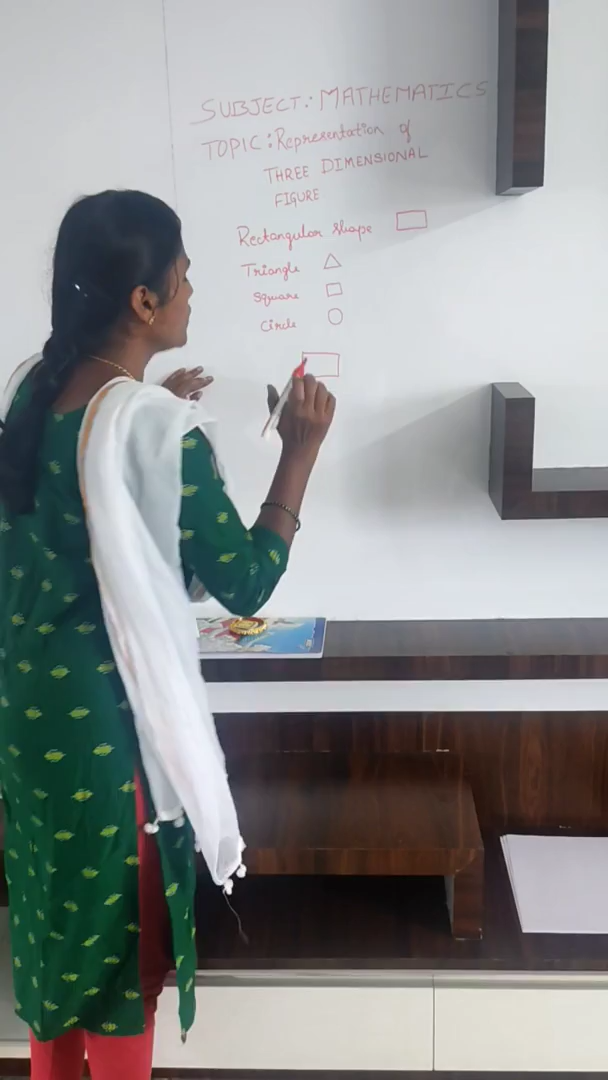 SUBJECT: MATHEMATICS
TOPIC: Representation of
THREE DIMENSIONAL
FIGURE
Rectangular shape
Triangle
Square
Circle